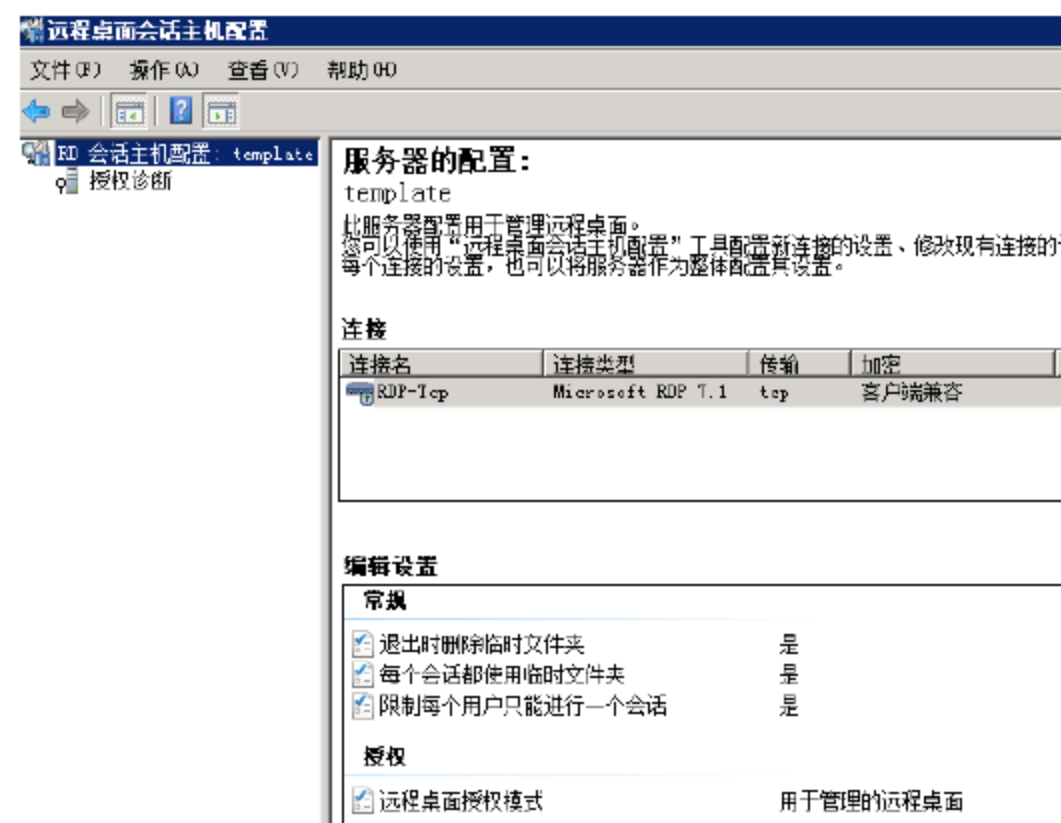 远程桌面会话主机配置
文件(F) 操作(A) 查看(V) 帮助(H)
RD 会话主机配置: template
授权诊断
服务器的配置:
template
此服务器配置用于管理远程桌面。
您可以使用“远程桌面会话主机配置”工具配置新连接的设置、修改现有连接的
每个连接的设置，也可以将服务器作为整体配置其设置。
连接
连接名 连接类型 传输 加密
RDP-Tcp Microsoft RDP 7.1 tcp 客户端兼容
编辑设置
常规
退出时删除临时文件夹 是
每个会话都使用临时文件夹 是
限制每个用户只能进行一个会话 是
授权
远程桌面授权模式 用于管理的远程桌面